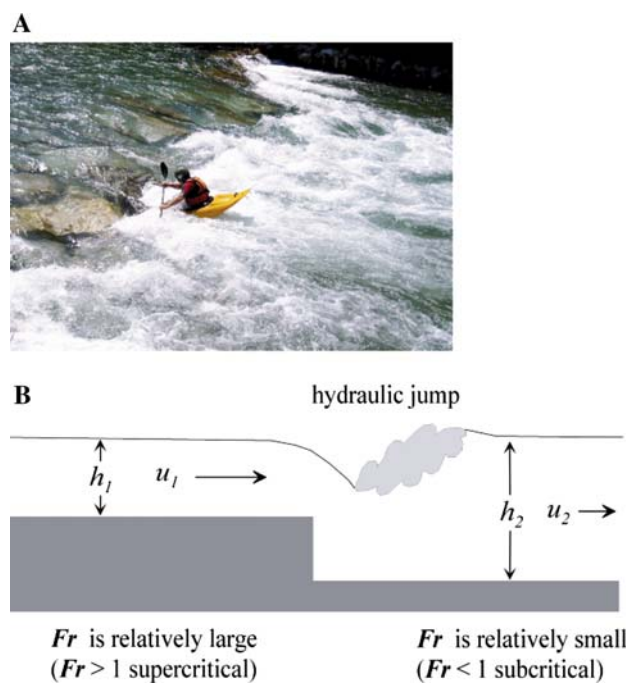 A
B
hydraulic jump
h1
u1
h2
u2
Fr is relatively large
(Fr > 1 supercritical)
Fr is relatively small
(Fr < 1 subcritical)